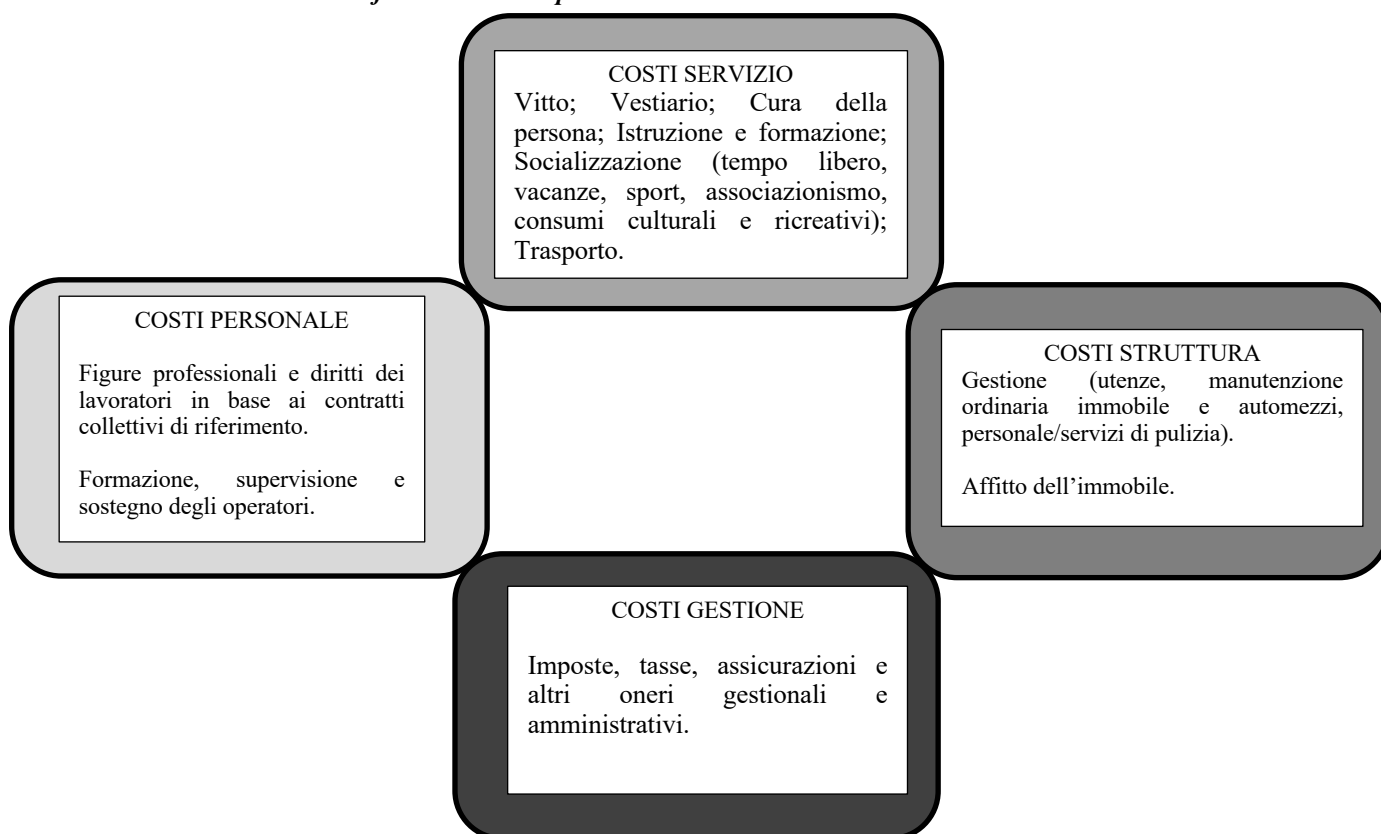 COSTI SERVIZIO
Vitto; Vestiario; Cura della
persona; Istruzione e formazione;
Socializzazione (tempo libero,
vacanze, sport, associazionismo,
consumi culturali e ricreativi);
Trasporto.
COSTI PERSONALE
Figure professionali e diritti dei
lavoratori in base ai contratti
collettivi di riferimento.
Formazione, supervisione e
sostegno degli operatori.
COSTI STRUTTURA
Gestione (utenze, manutenzione
ordinaria immobile e automezzi,
personale/servizi di pulizia).
Affitto dell’immobile.
COSTI GESTIONE
Imposte, tasse, assicurazioni e
altri oneri gestionali e
amministrativi.